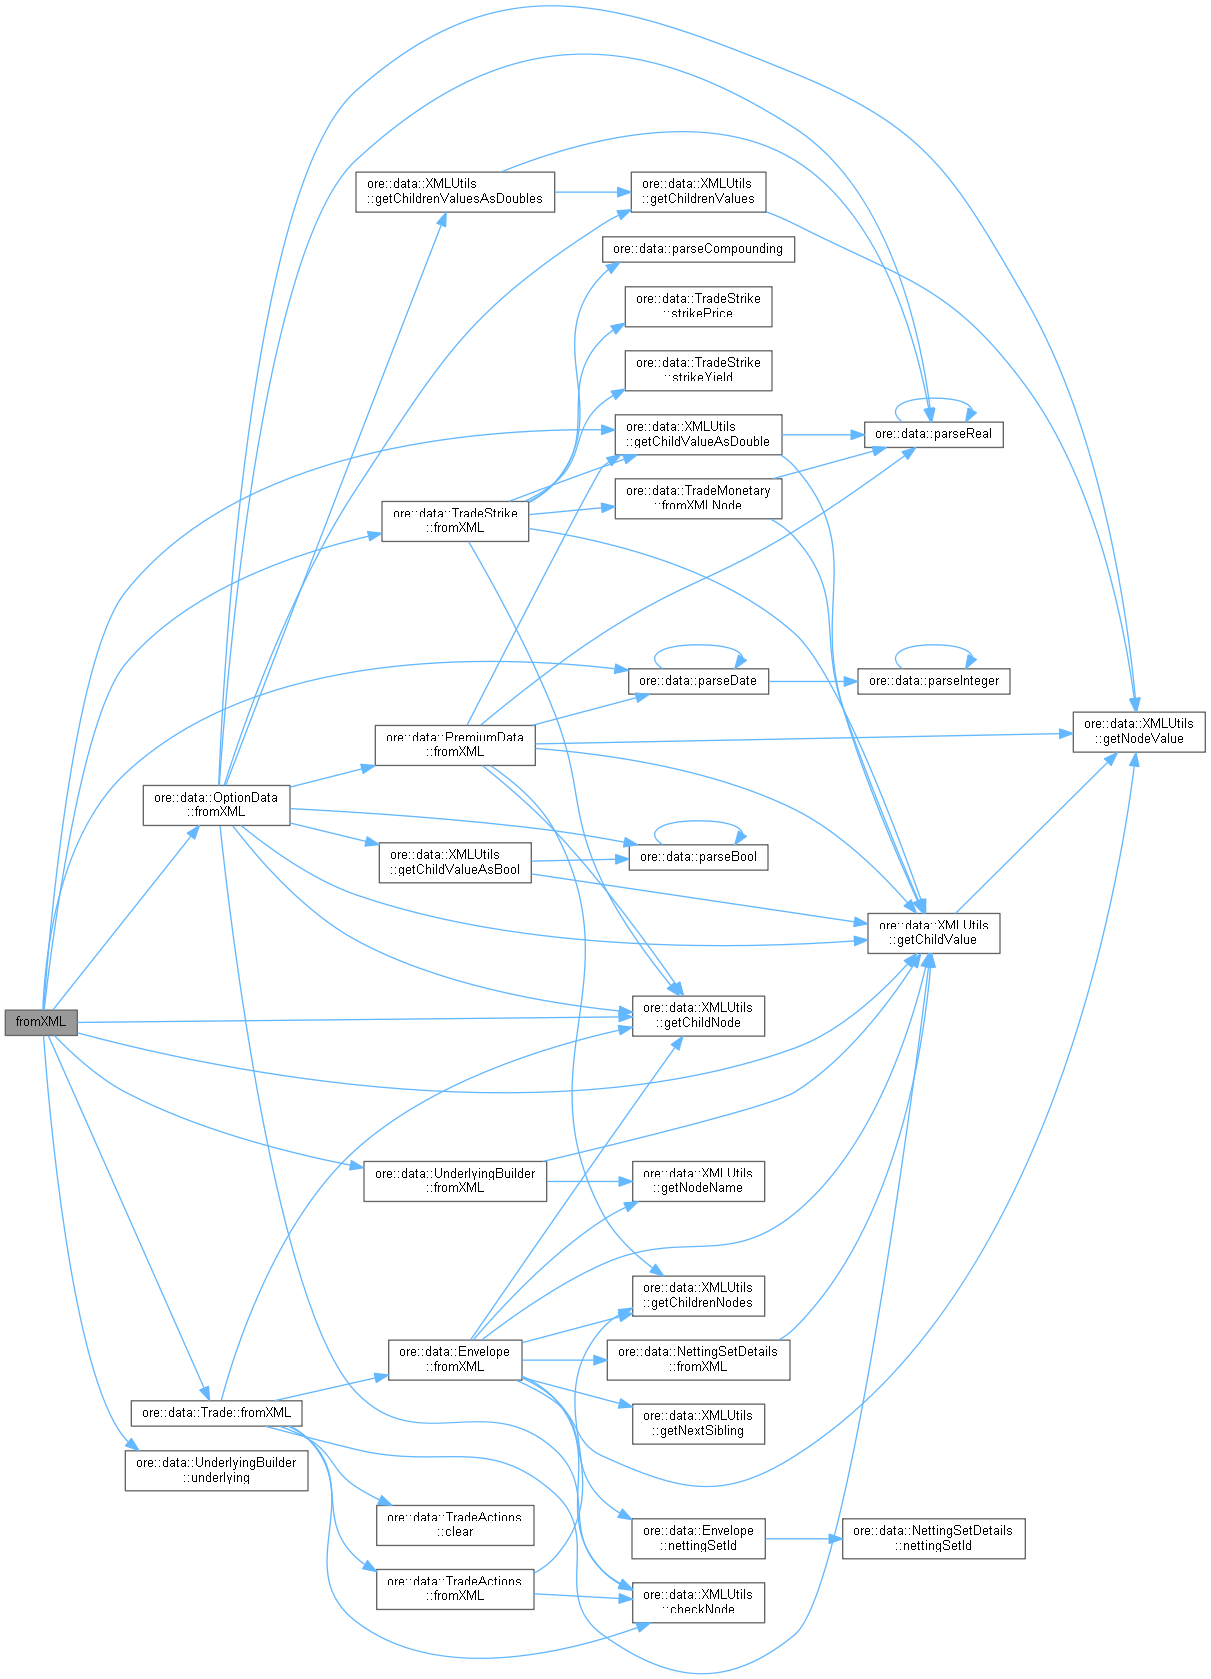 ore::data::XMLUtils
::getChildrenValuesAsDoubles
ore::data::XMLUtils
::getChildrenValues
ore::data::parseCompounding
ore::data::TradeStrike
::strikePrice
ore::data::TradeStrike
::strikeYield
ore::data::XMLUtils
::getChildValueAsDouble
ore::data::parseReal
ore::data::TradeMonetary
::fromXMLNode
ore::data::TradeStrike
::fromXML
ore::data::parseDate
ore::data::parseInteger
ore::data::XMLUtils
::getNodeValue
ore::data::PremiumData
::fromXML
ore::data::OptionData
::fromXML
ore::data::XMLUtils
::getChildValueAsBool
ore::data::parseBool
ore::data::XMLUtils
::getChildValue
fromXML
ore::data::XMLUtils
::getChildNode
ore::data::UnderlyingBuilder
::fromXML
ore::data::XMLUtils
::getNodeName
ore::data::XMLUtils
::getChildrenNodes
ore::data::Envelope
::fromXML
ore::data::NettingSetDetails
::fromXML
ore::data::Trade::fromXML
ore::data::XMLUtils
::getNextSibling
ore::data::UnderlyingBuilder
::underlying
ore::data::TradeActions
::clear
ore::data::Envelope
::nettingSetId
ore::data::NettingSetDetails
::nettingSetId
ore::data::TradeActions
::fromXML
ore::data::XMLUtils
::checkNode